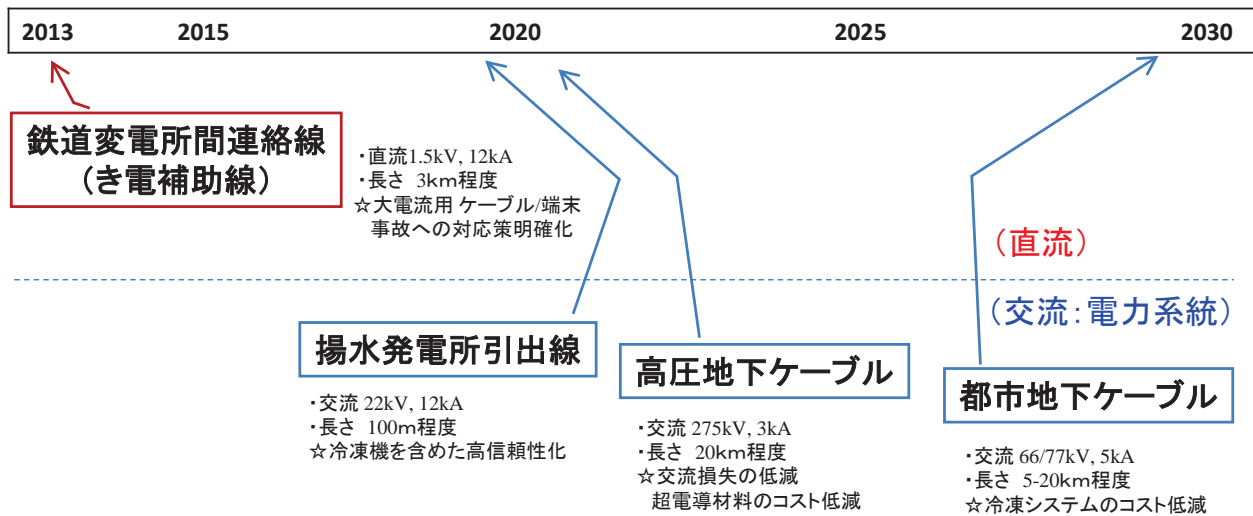 2013 2015 2020 2025 2030
鉄道変電所間連絡線
(き電補助線)
・直流1.5kV, 12kA
・長さ 3km程度
☆大電流用 ケーブル/端末
事故への対応策明確化
(直流)
(交流:電力系統)
揚水発電所引出線
・交流 22kV, 12kA
・長さ 100m程度
☆冷凍機を含めた高信頼性化
高圧地下ケーブル
・交流 275kV, 3kA
・長さ 20km程度
☆交流損失の低減
超電導材料のコスト低減
都市地下ケーブル
・交流 66/77kV, 5kA
・長さ 5-20km程度
☆冷凍システムのコスト低減